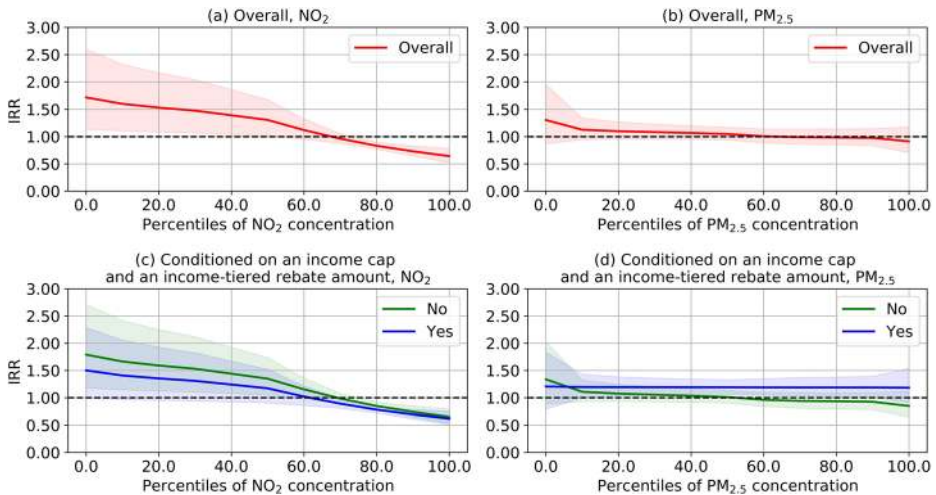 (a) Overall, NO₂
3.00
2.50
2.00
1.50
1.00
0.50
0.00
IRR
Overall
0.0 20.0 40.0 60.0 80.0 100.0
Percentiles of NO₂ concentration
(b) Overall, PM₂.₅
3.00
2.50
2.00
1.50
1.00
0.50
0.00
Overall
0.0 20.0 40.0 60.0 80.0 100.0
Percentiles of PM₂.₅ concentration
(c) Conditioned on an income cap
and an income-tiered rebate amount, NO₂
3.00
2.50
2.00
1.50
1.00
0.50
0.00
IRR
No
Yes
0.0 20.0 40.0 60.0 80.0 100.0
Percentiles of NO₂ concentration
(d) Conditioned on an income cap
and an income-tiered rebate amount, PM₂.₅
3.00
2.50
2.00
1.50
1.00
0.50
0.00
No
Yes
0.0 20.0 40.0 60.0 80.0 100.0
Percentiles of PM₂.₅ concentration